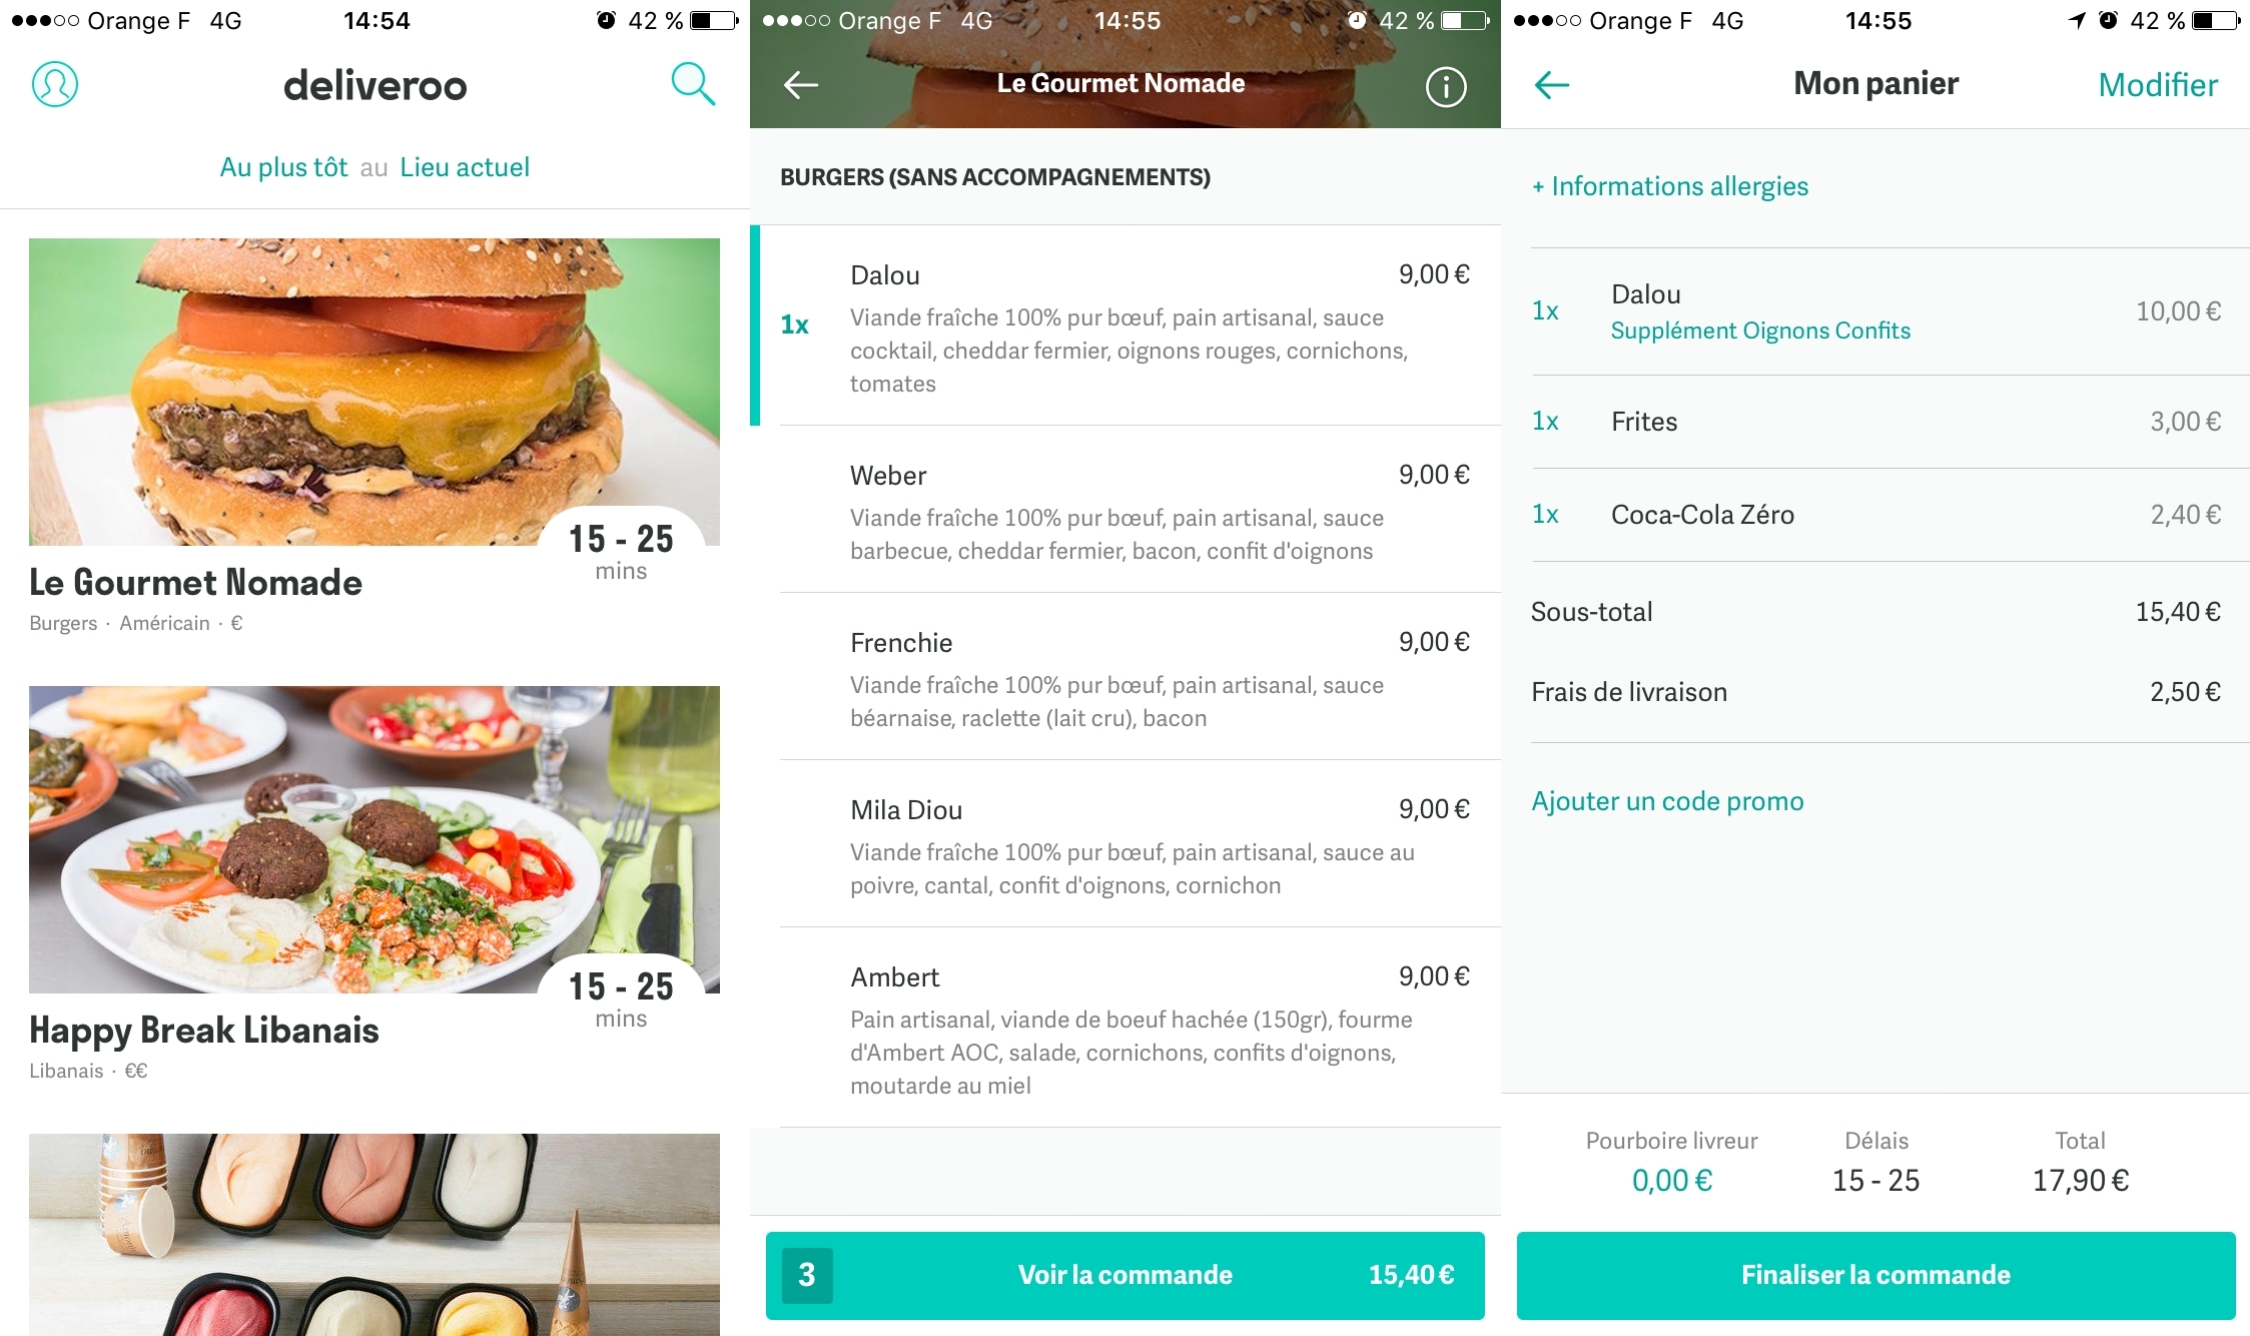 Orange F 4G 14:54 42 %
deliveroo
Au plus tôt au Lieu actuel
15 - 25
mins
Le Gourmet Nomade
Burgers · Américain · €
15 - 25
mins
Happy Break Libanais
Libanais · €€
Orange F 4G 14:55 42 %
Le Gourmet Nomade
BURGERS (SANS ACCOMPAGNEMENTS)
Dalou 9,00 €
1x
Viande fraîche 100% pur bœuf, pain artisanal, sauce
cocktail, cheddar fermier, oignons rouges, cornichons,
tomates
Weber 9,00 €
Viande fraîche 100% pur bœuf, pain artisanal, sauce
barbecue, cheddar fermier, bacon, confit d'oignons
Frenchie 9,00 €
Viande fraîche 100% pur bœuf, pain artisanal, sauce
béarnaise, raclette (lait cru), bacon
Mila Diou 9,00 €
Viande fraîche 100% pur bœuf, pain artisanal, sauce au
poivre, cantal, confit d'oignons, cornichon
Ambert 9,00 €
Pain artisanal, viande de boeuf hachée (150gr), fourme
d'Ambert AOC, salade, cornichons, confits d'oignons,
moutarde au miel
3 Voir la commande 15,40 €
Orange F 4G 14:55 42 %
Mon panier Modifier
+ Informations allergies
1x Dalou 10,00 €
Supplément Oignons Confits
1x Frites 3,00 €
1x Coca-Cola Zéro 2,40 €
Sous-total 15,40 €
Frais de livraison 2,50 €
Ajouter un code promo
Pourboire livreur Délais Total
0,00 € 15 - 25 17,90 €
Finaliser la commande